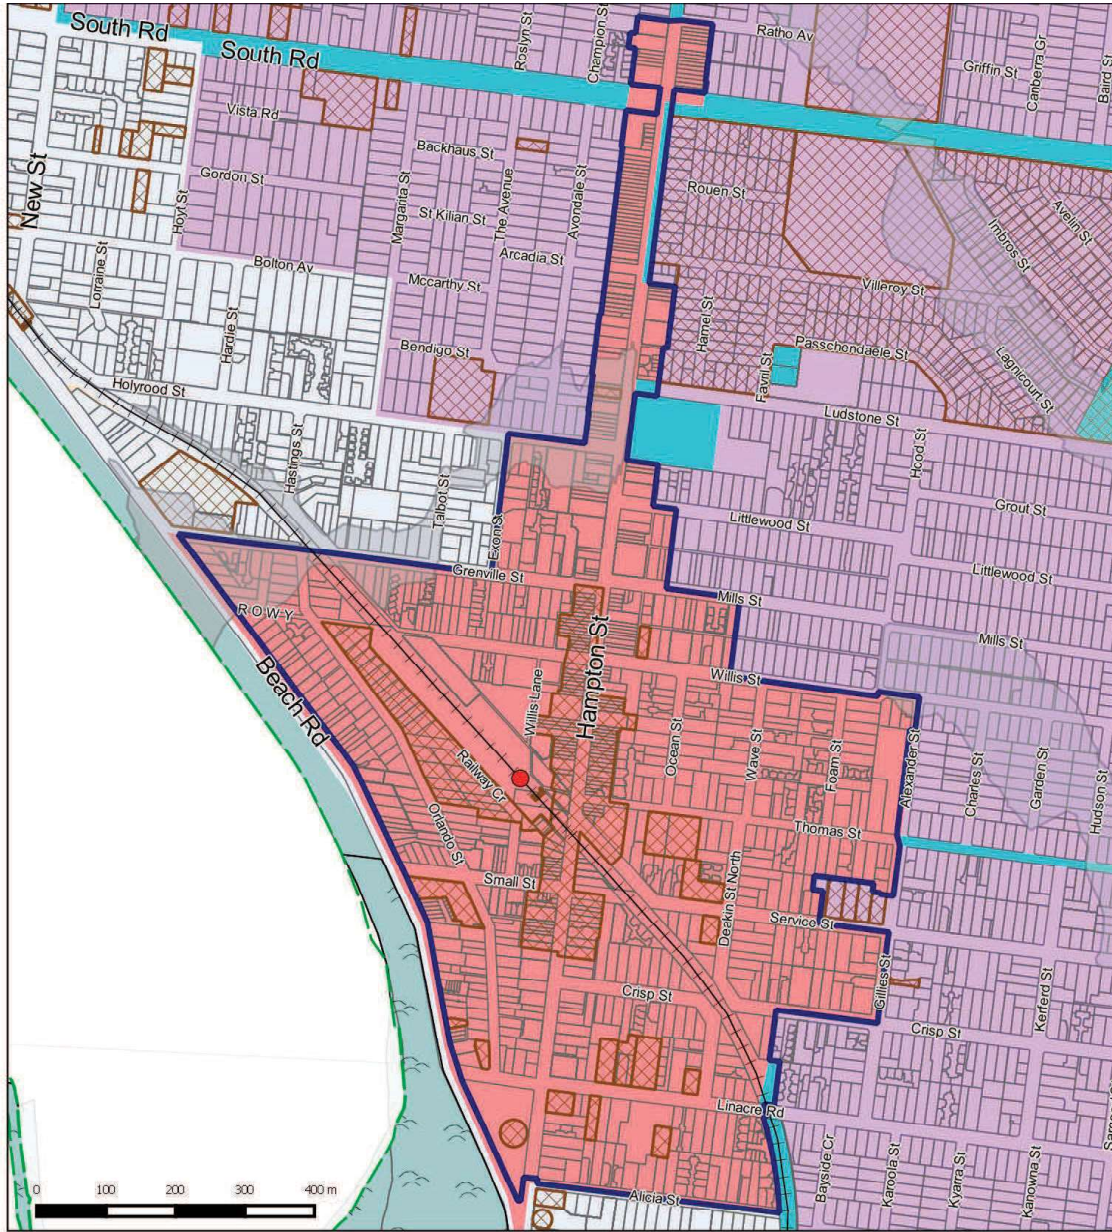 South Rd
South Rd
Roslyn St
Champion St
Ratho Av
Griffin St
Canberra Gr
Baird St
Vista Rd
Backhaus St
New St
Gordon St
Hoyt St
Margarita St
St Kilian St
The Avenue
Avondale St
Rouen St
Avelin St
Imbros St
Lorraine St
Bolton Av
Arcadia St
Mccarthy St
Villeroy St
Hardie St
Bendigo St
Hamel St
Passchondaele St
Favril St
Lagnicourt St
Holyrood St
Ludstone St
Hastings St
Talbot St
Hood St
Grout St
Littlewood St
Exon St
Grenville St
Littlewood St
Mills St
ROWY
Mills St
Beach Rd
Hampton St
Willis St
Willis Lane
Ocean St
Wave St
Foam St
Alexander St
Charles St
Garden St
Hudson St
Railway Cr
Orlando St
Thomas St
Small St
Deakin St North
Service St
Gillies St
Crisp St
Kerferd St
Crisp St
Linacre Rd
Bayside Cr
Karoola St
Kyarra St
Kanowna St
Alicia St
0 100 200 300 400 m